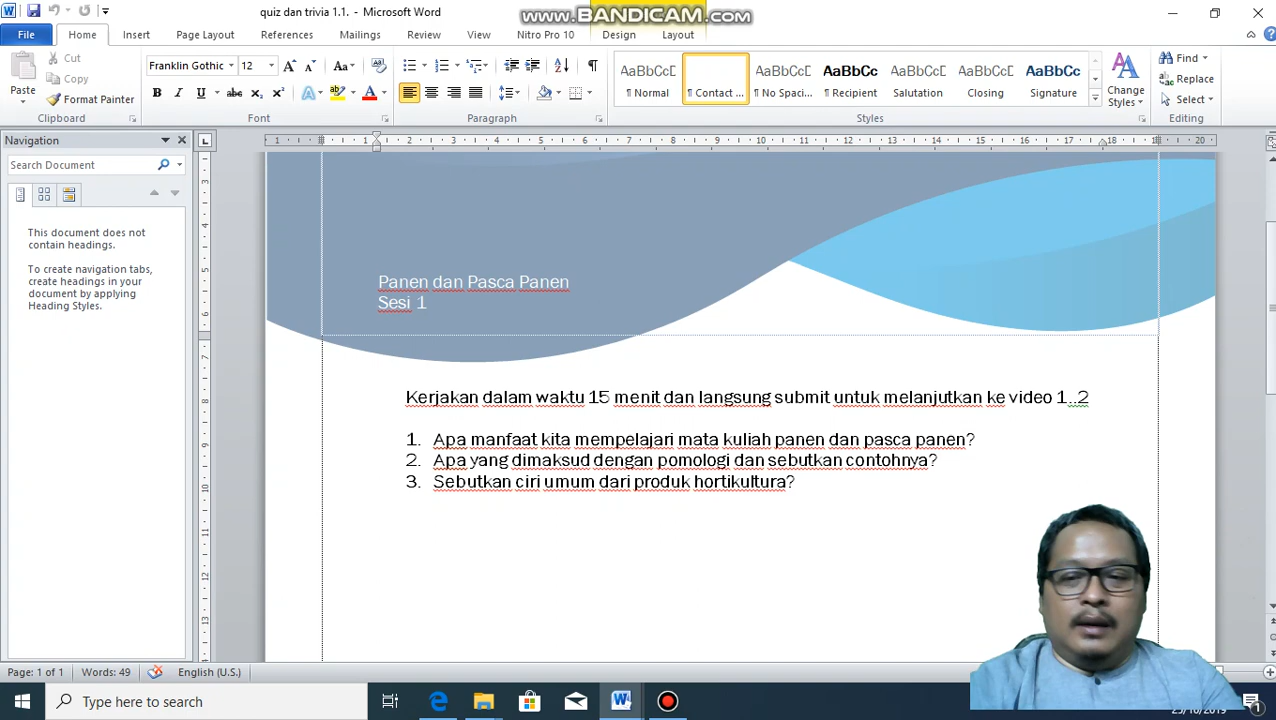 quiz dan trivia 1.1. - Microsoft Word
www.BANDICAM.com
File Home Insert Page Layout References Mailings Review View Nitro Pro 10 Design Layout
Paste
Cut
Copy
Format Painter
Clipboard
Franklin Gothic 12
Font
Paragraph
AaBbCcD ¶ Normal
¶ Contact ...
AaBbCcD ¶ No Spaci...
AaBbCc ¶ Recipient
AaBbCcD Salutation
AaBbCcD Closing
AaBbCc Signature
Change Styles
Styles
Find
Replace
Select
Editing
Navigation
Search Document
This document does not contain headings.
To create navigation tabs, create headings in your document by applying Heading Styles.
Panen dan Pasca Panen
Sesi 1
Kerjakan dalam waktu 15 menit dan langsung submit untuk melanjutkan ke video 1..2
1. Apa manfaat kita mempelajari mata kuliah panen dan pasca panen?
2. Apa yang dimaksud dengan pomologi dan sebutkan contohnya?
3. Sebutkan ciri umum dari produk hortikultura?
Page: 1 of 1 Words: 49 English (U.S.)
Type here to search